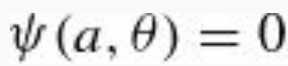 ψ(a, θ) = 0